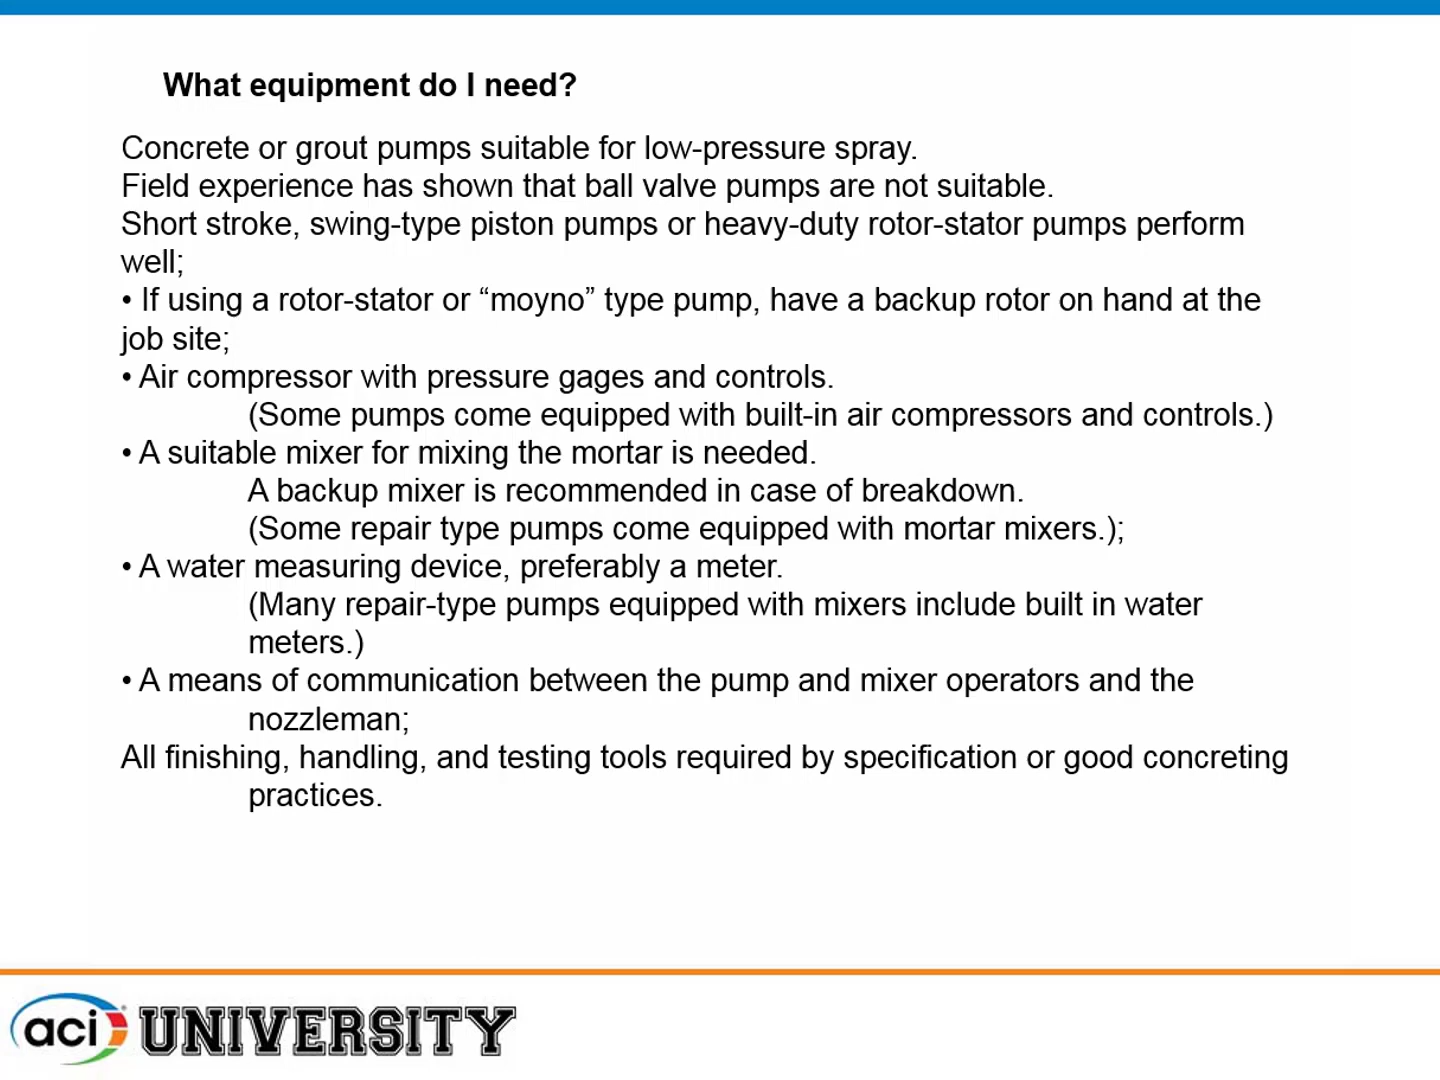 What equipment do I need?
Concrete or grout pumps suitable for low-pressure spray.
Field experience has shown that ball valve pumps are not suitable.
Short stroke, swing-type piston pumps or heavy-duty rotor-stator pumps perform
well;
• If using a rotor-stator or “moyno” type pump, have a backup rotor on hand at the
job site;
• Air compressor with pressure gages and controls.
(Some pumps come equipped with built-in air compressors and controls.)
• A suitable mixer for mixing the mortar is needed.
A backup mixer is recommended in case of breakdown.
(Some repair type pumps come equipped with mortar mixers.);
• A water measuring device, preferably a meter.
(Many repair-type pumps equipped with mixers include built in water
meters.)
• A means of communication between the pump and mixer operators and the
nozzleman;
All finishing, handling, and testing tools required by specification or good concreting
practices.
aci UNIVERSITY